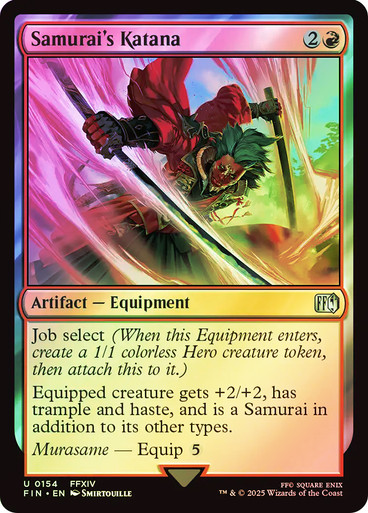 Samurai's Katana 2
Artifact — Equipment
FFXIV
Job select (When this Equipment enters,
create a 1/1 colorless Hero creature token,
then attach this to it.)
Equipped creature gets +2/+2, has
trample and haste, and is a Samurai in
addition to its other types.
Murasame — Equip 5
U 0154 FFXIV
FIN • EN Smirtouille
FF© SQUARE ENIX
™ & © 2025 Wizards of the Coast